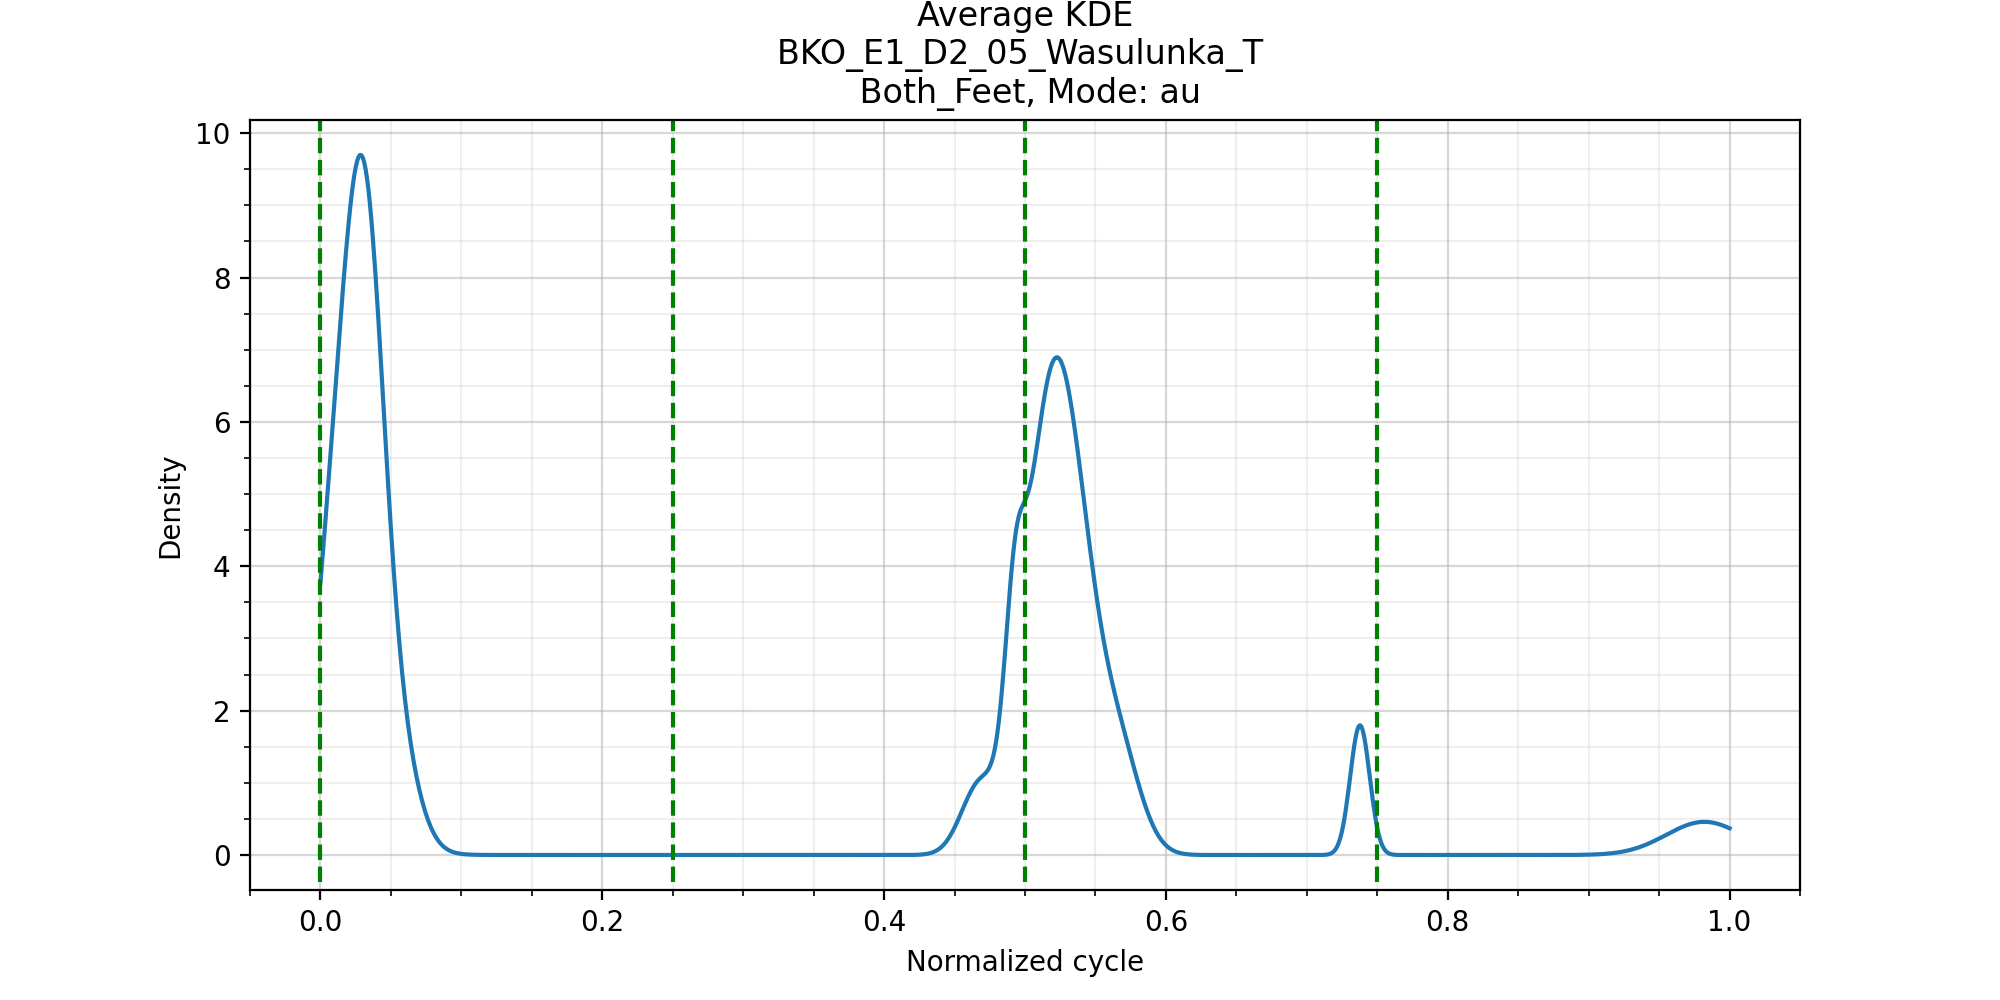 Average KDE
BKO_E1_D2_05_Wasulunka_T
Both_Feet, Mode: au
10
8
6
4
2
0
Density
0.0 0.2 0.4 0.6 0.8 1.0
Normalized cycle